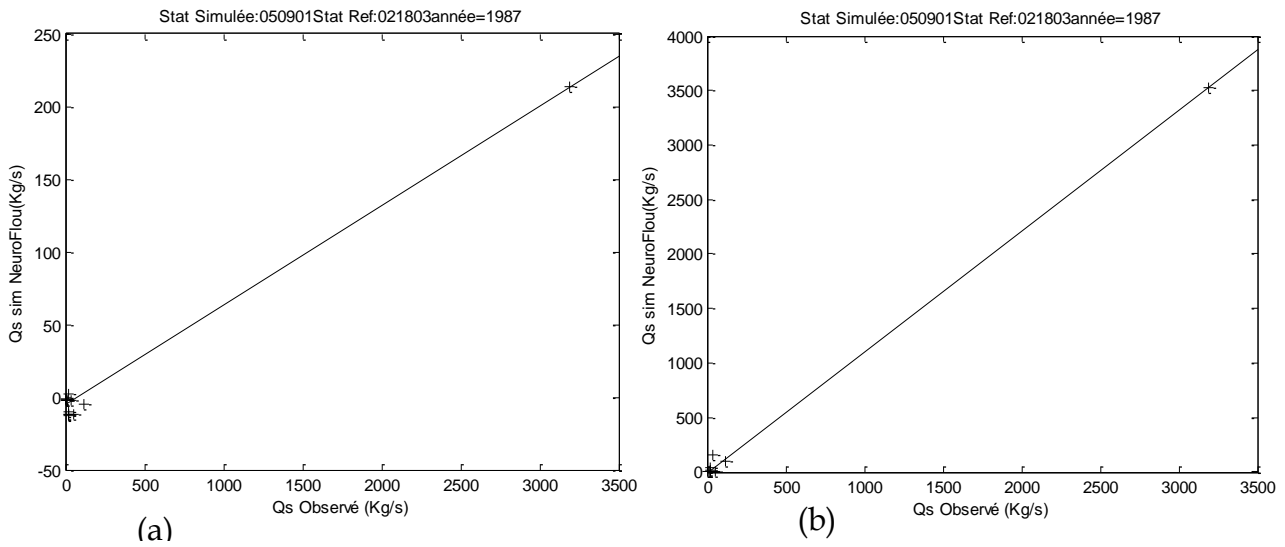 Stat Simulée:050901Stat Ref:021803année=1987
250
200
150
100
50
0
-50
Qs sim NeuroFlou(Kg/s)
0 500 1000 1500 2000 2500 3000 3500
Qs Observé (Kg/s)
(a)
Stat Simulée:050901Stat Ref:021803année=1987
4000
3500
3000
2500
2000
1500
1000
500
0
Qs sim NeuroFlou(Kg/s)
0 500 1000 1500 2000 2500 3000 3500
Qs Observé (Kg/s)
(b)